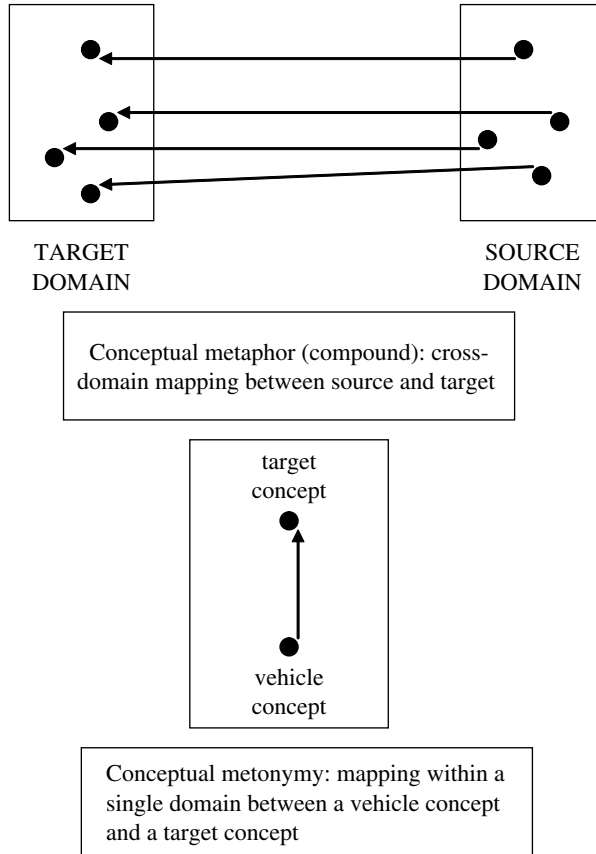 TARGET
DOMAIN
SOURCE
DOMAIN
Conceptual metaphor (compound): cross-
domain mapping between source and target
target
concept
vehicle
concept
Conceptual metonymy: mapping within a
single domain between a vehicle concept
and a target concept